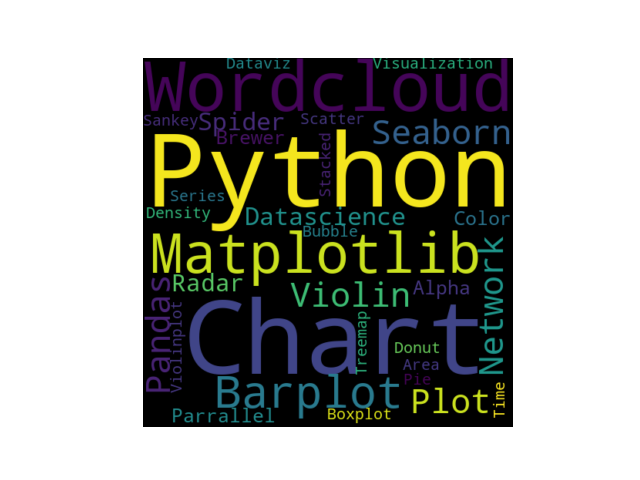 Dataviz
Visualization
Wordcloud
Sankey
Spider
Scatter
Brewer
Seaborn
Stacked
Python
Series
Density
Datascience
Color
Bubble
Matplotlib
Network
Radar
Violin
Alpha
Pandas
Violinplot
Chart
Treemap
Donut
Area
Pie
Barplot
Plot
Time
Parrallel
Boxplot